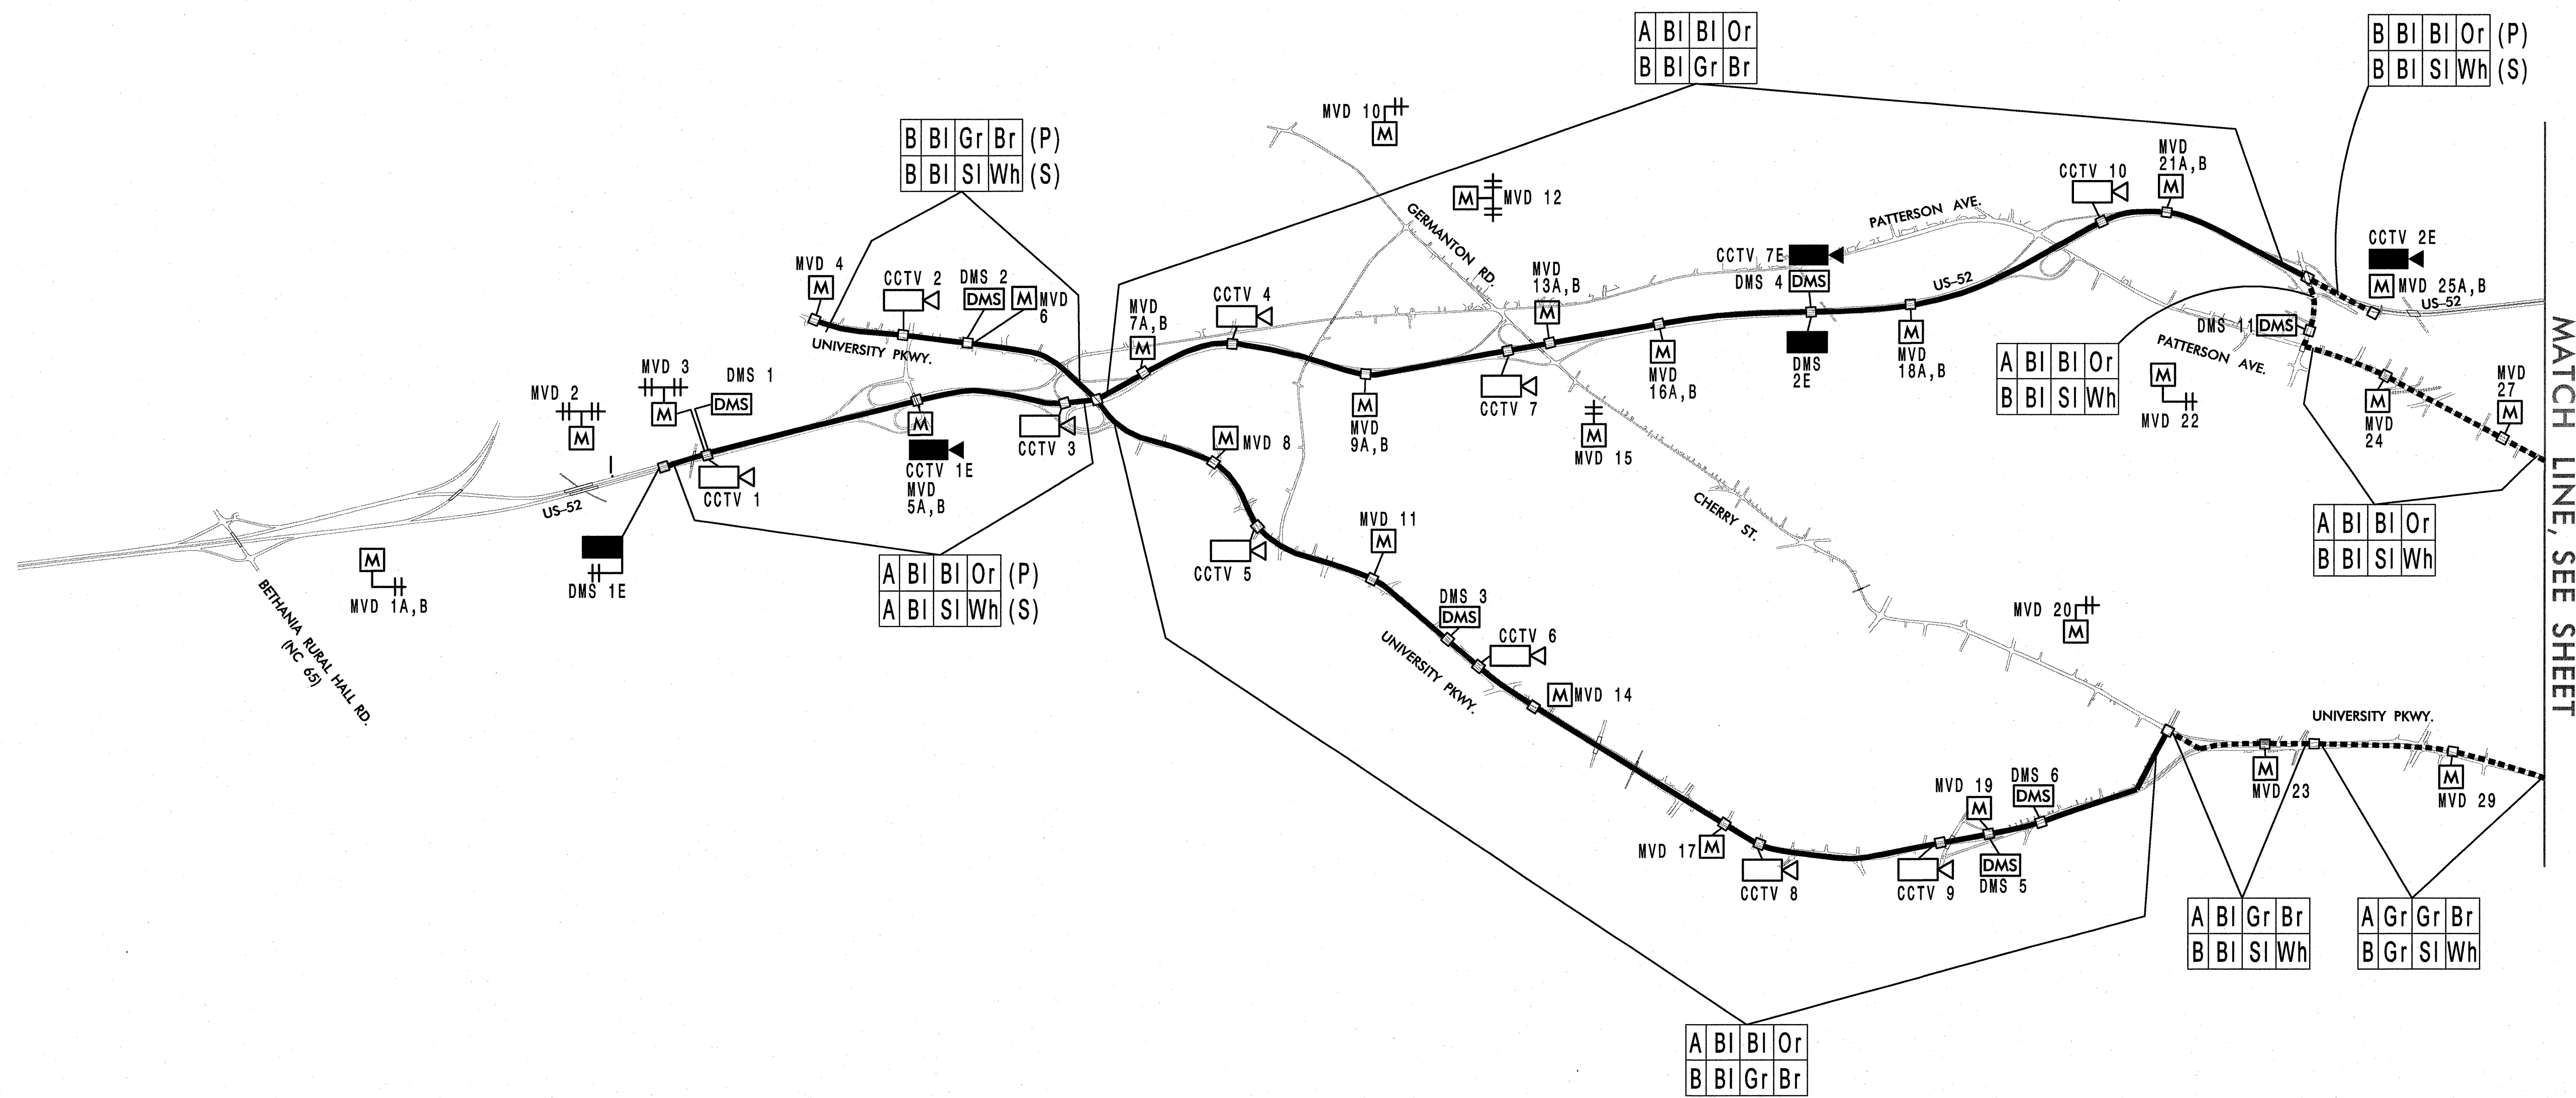 A Bl Bl Or
B Bl Gr Br
B Bl Bl Or (P)
B Bl Sl Wh (S)
B Bl Gr Br (P)
B Bl Sl Wh (S)
MVD 10
M
M
MVD 12
GERMANTON RD.
PATTERSON AVE.
CCTV 10
MVD
21A,B
M
CCTV 7E
DMS 4
DMS
US-52
CCTV 2E
M
MVD 25A,B
US-52
MVD 4
M
CCTV 2
DMS 2
DMS
M
MVD
6
UNIVERSITY PKWY.
MVD
7A,B
M
CCTV 4
MVD
13A,B
M
DMS
2E
M
MVD
18A,B
M
MVD
16A,B
DMS 11
DMS
PATTERSON AVE.
A Bl Bl Or
B Bl Sl Wh
M
MVD 22
M
MVD
24
MVD
27
M
MVD 3
M
DMS 1
DMS
MVD 2
M
CCTV 1
M
CCTV 1E
MVD
5A,B
CCTV 3
M
MVD 8
M
MVD
9A,B
CCTV 7
M
MVD 15
US-52
DMS 1E
M
MVD 1A,B
BETHANIA RURAL HALL RD.
(NC 65)
A Bl Bl Or (P)
A Bl Sl Wh (S)
CCTV 5
MVD 11
M
CHERRY ST.
A Bl Bl Or
B Bl Sl Wh
DMS 3
DMS
CCTV 6
UNIVERSITY PKWY.
M
MVD 14
MVD 20
M
UNIVERSITY PKWY.
M
MVD 23
M
MVD 29
MVD 17
M
CCTV 8
MVD 19
M
DMS 6
DMS
CCTV 9
DMS
DMS 5
A Bl Gr Br
B Bl Sl Wh
A Gr Gr Br
B Gr Sl Wh
A Bl Bl Or
B Bl Gr Br
MATCH LINE, SEE SHEET